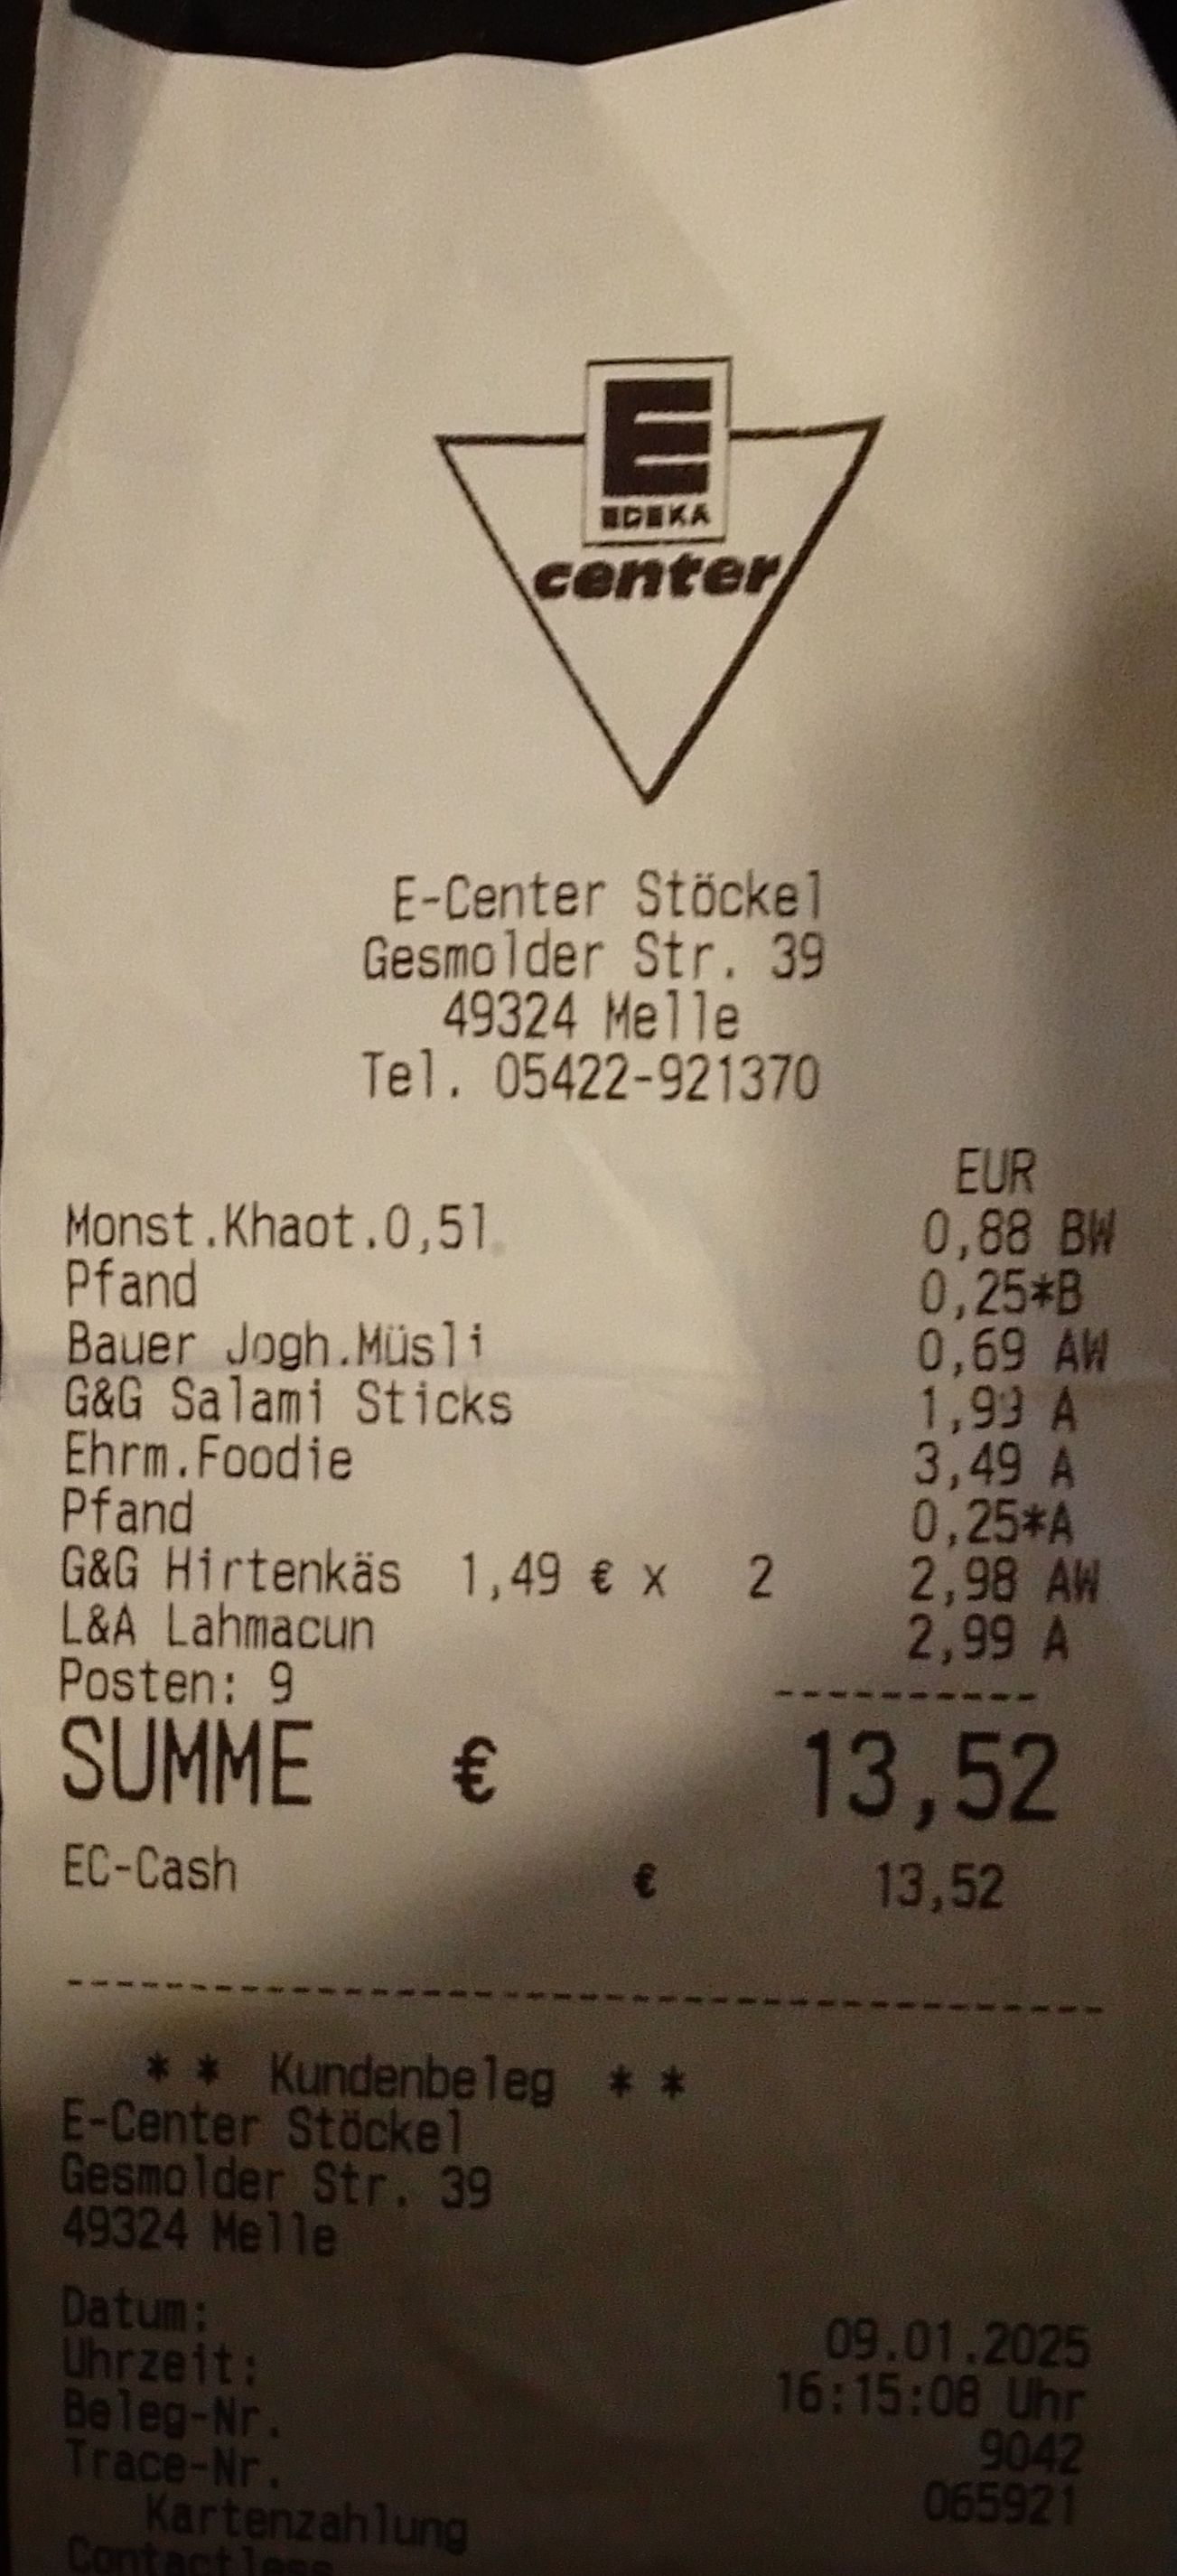 E
EDEKA
center
E-Center Stöckel
Gesmolder Str. 39
49324 Melle
Tel. 05422-921370
EUR
Monst.Khaot.0,5l 0,88 BW
Pfand 0,25*B
Bauer Jogh.Müsli 0,69 AW
G&G Salami Sticks 1,99 A
Ehrm.Foodie 3,49 A
Pfand 0,25*A
G&G Hirtenkäs 1,49 € x 2 2,98 AW
L&A Lahmacun 2,99 A
Posten: 9
----------
SUMME € 13,52
EC-Cash € 13,52
----------------------------------------
* * Kundenbeleg * *
E-Center Stöckel
Gesmolder Str. 39
49324 Melle
Datum: 09.01.2025
Uhrzeit: 16:15:08 Uhr
Beleg-Nr. 9042
Trace-Nr. 065921
Kartenzahlung
Contactless